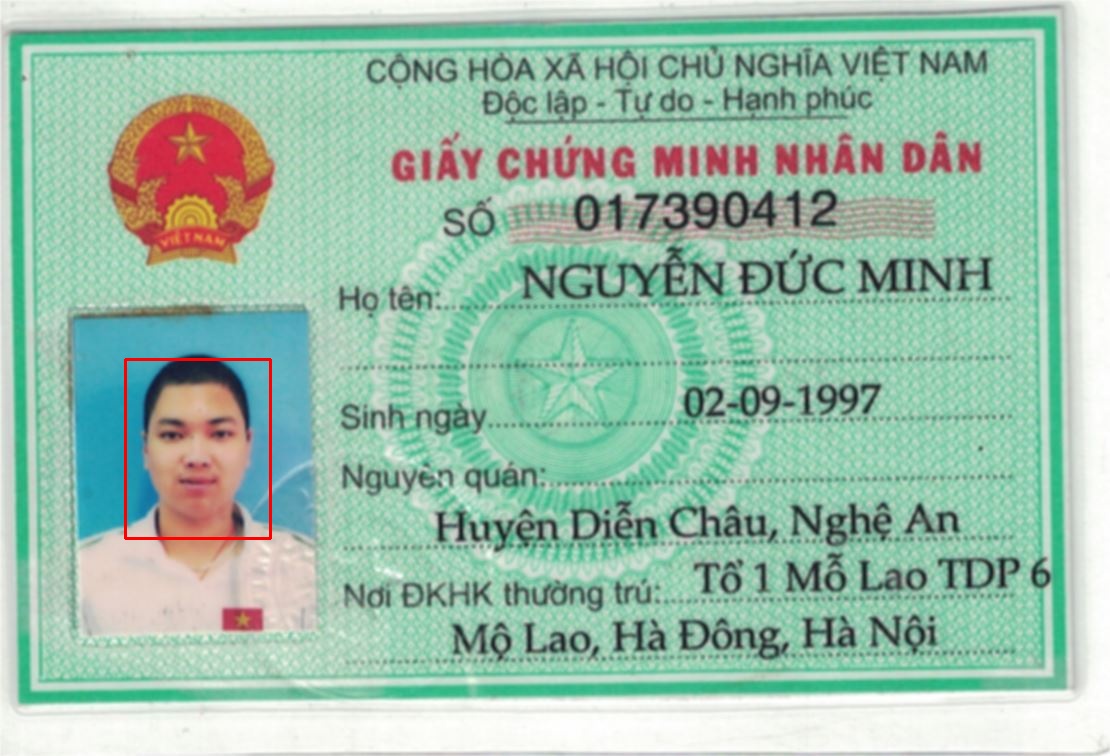 CỘNG HÒA XÃ HỘI CHỦ NGHĨA VIỆT NAM
Độc lập - Tự do - Hạnh phúc
GIẤY CHỨNG MINH NHÂN DÂN
SỐ 017390412
VIỆT NAM
Họ tên: NGUYỄN ĐỨC MINH
Sinh ngày 02-09-1997
Nguyên quán:
Huyện Diễn Châu, Nghệ An
Nơi ĐKHK thường trú: Tổ 1 Mỗ Lao TDP 6
Mộ Lao, Hà Đông, Hà Nội